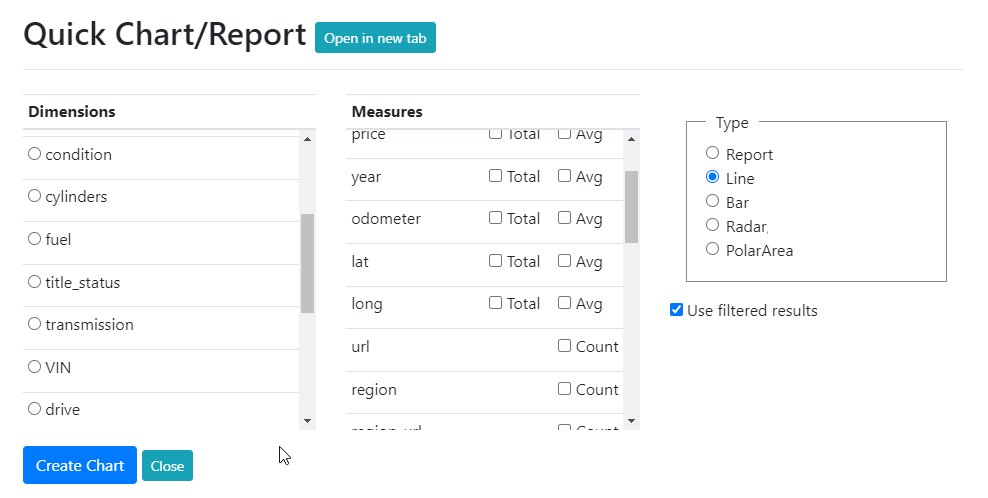 Quick Chart/Report Open in new tab
Dimensions
condition
cylinders
fuel
title_status
transmission
VIN
drive
Measures
price Total Avg
year Total Avg
odometer Total Avg
lat Total Avg
long Total Avg
url Count
region Count
region_url Count
Type
Report
Line
Bar
Radar,
PolarArea
Use filtered results
Create Chart Close